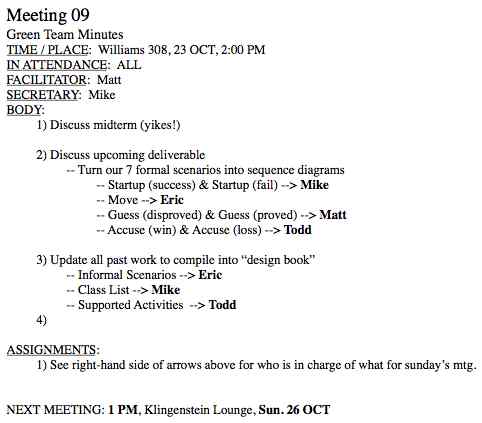 Meeting 09
Green Team Minutes
TIME / PLACE: Williams 308, 23 OCT, 2:00 PM
IN ATTENDANCE: ALL
FACILITATOR: Matt
SECRETARY: Mike
BODY:
1) Discuss midterm (yikes!)
2) Discuss upcoming deliverable
-- Turn our 7 formal scenarios into sequence diagrams
-- Startup (success) & Startup (fail) --> Mike
-- Move --> Eric
-- Guess (disproved) & Guess (proved) --> Matt
-- Accuse (win) & Accuse (loss) --> Todd
3) Update all past work to compile into “design book”
-- Informal Scenarios --> Eric
-- Class List --> Mike
-- Supported Activities --> Todd
4)
ASSIGNMENTS:
1) See right-hand side of arrows above for who is in charge of what for sunday’s mtg.
NEXT MEETING: 1 PM, Klingenstein Lounge, Sun. 26 OCT